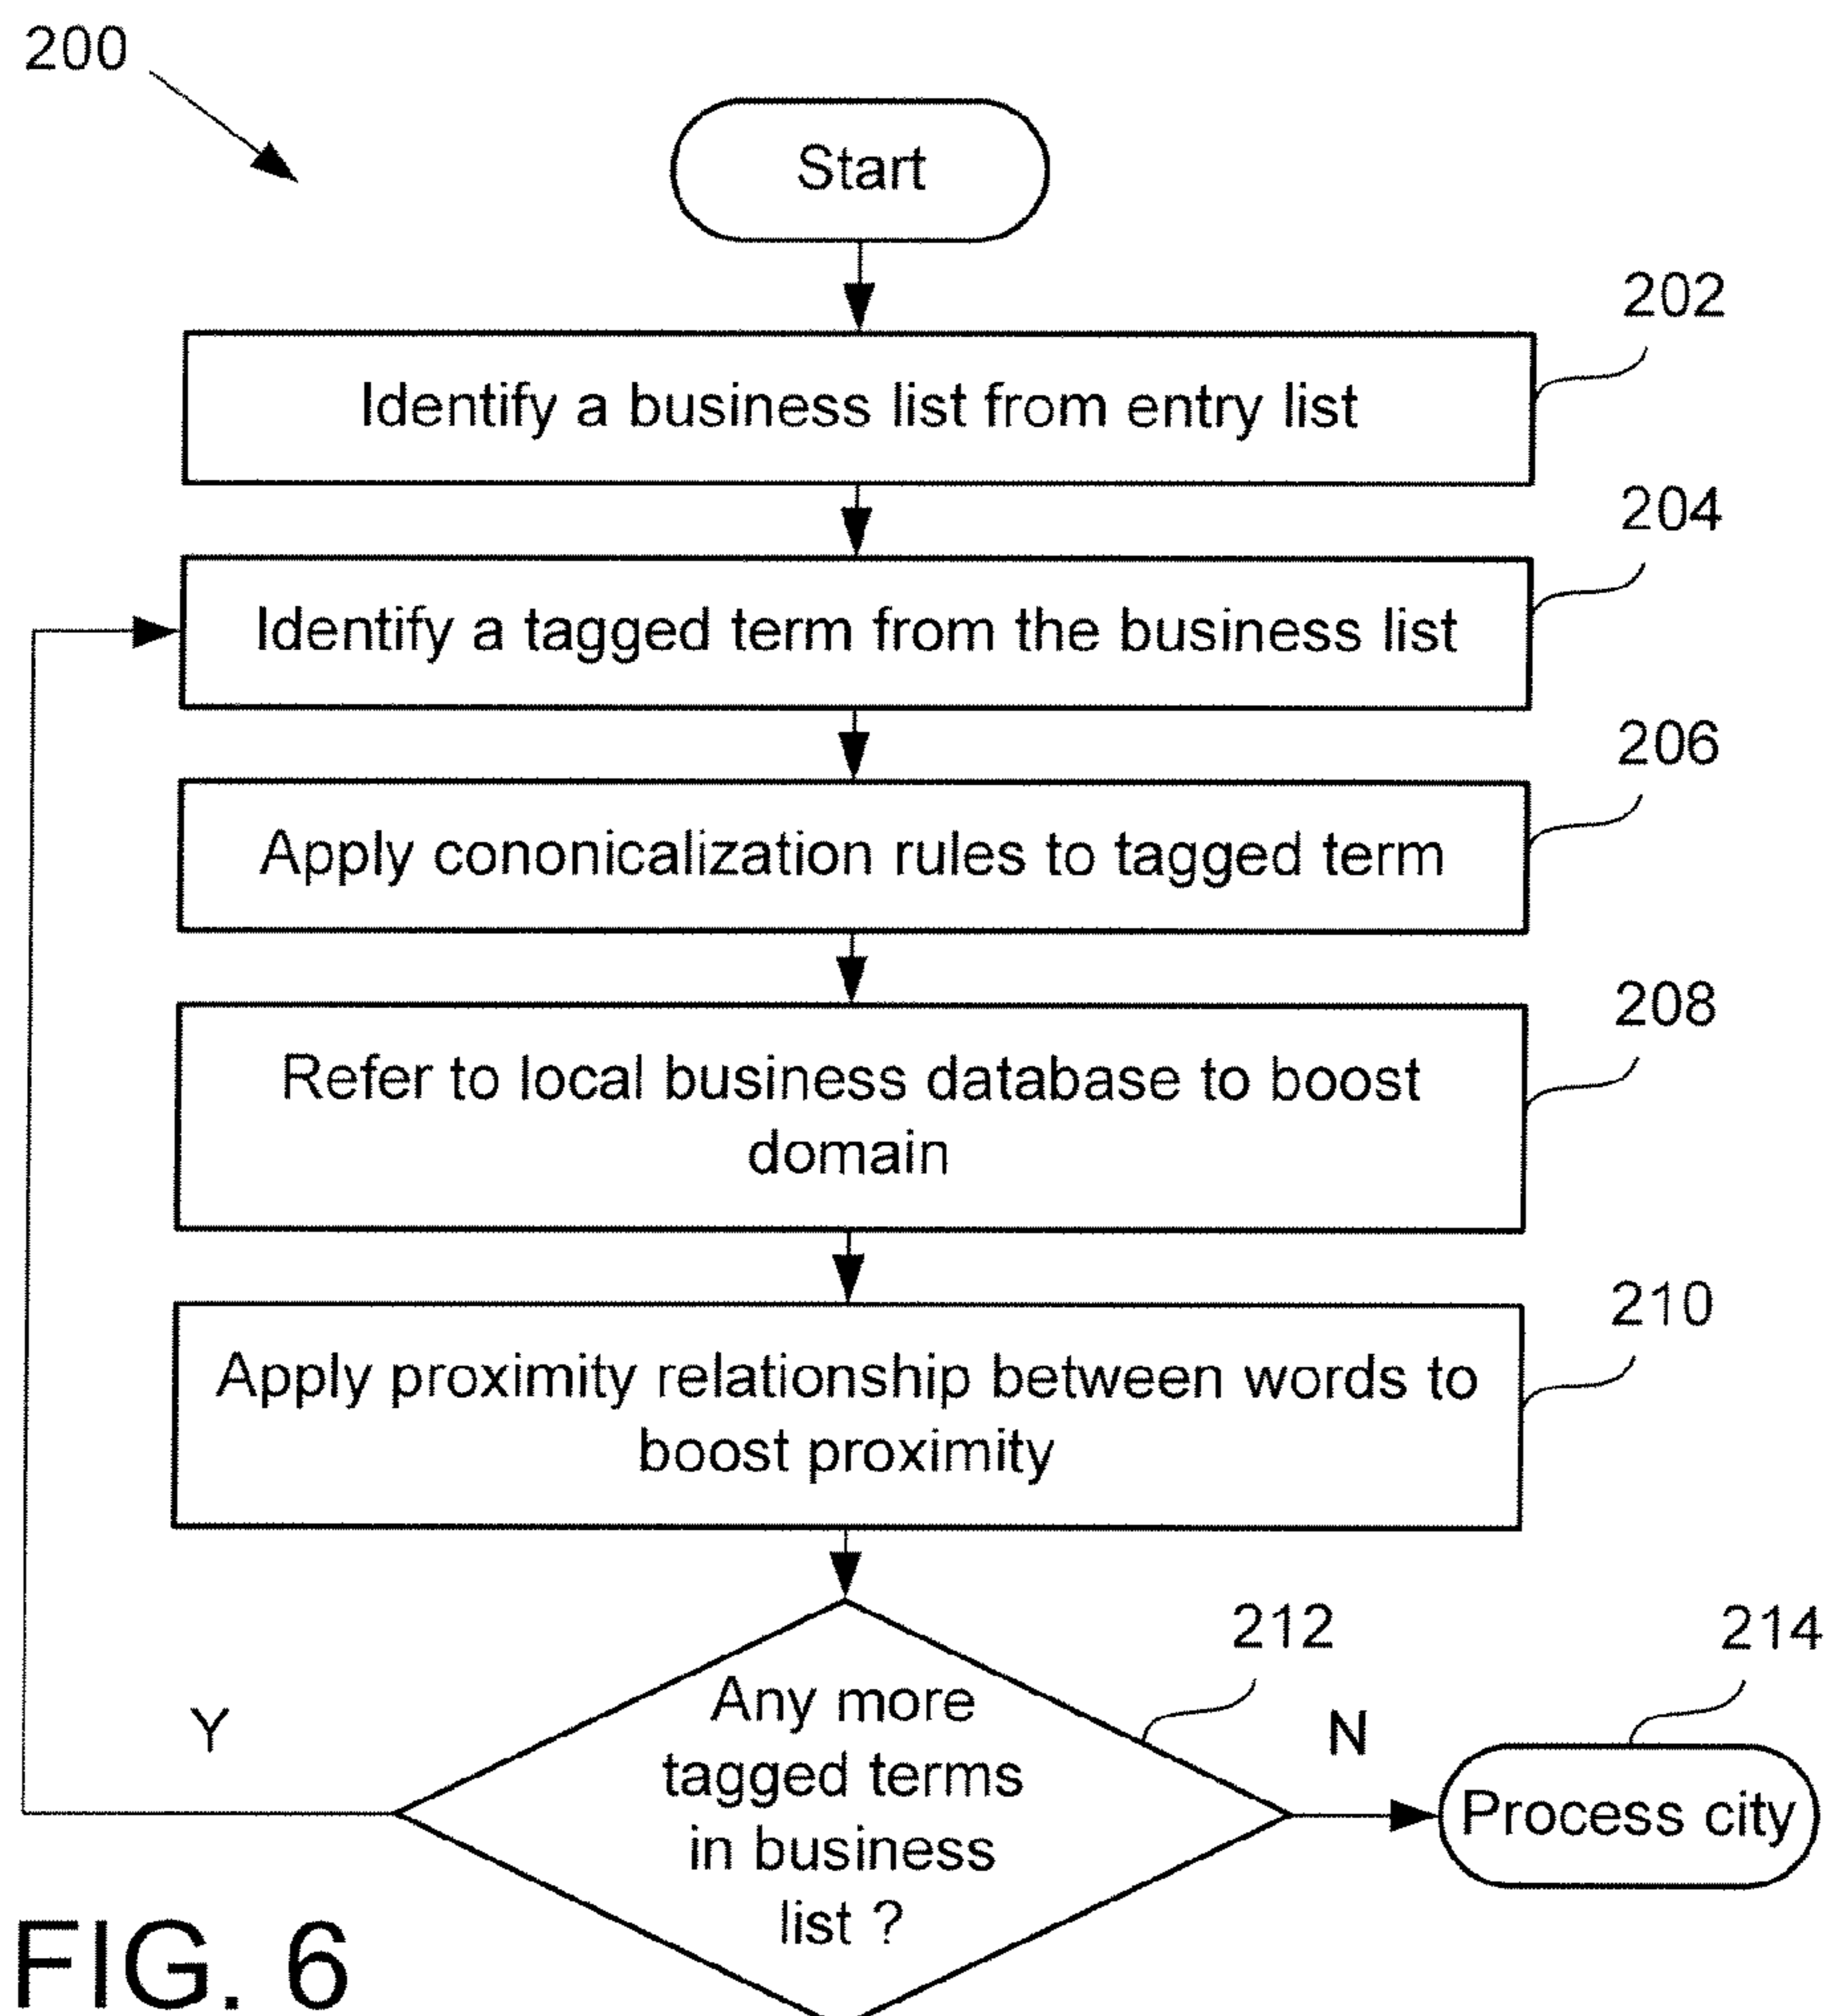 200
Start
202
Identify a business list from entry list
204
Identify a tagged term from the business list
206
Apply cononicalization rules to tagged term
208
Refer to local business database to boost
domain
210
Apply proximity relationship between words to
boost proximity
212
214
Any more
tagged terms
in business
list ?
Y
N
Process city
FIG. 6